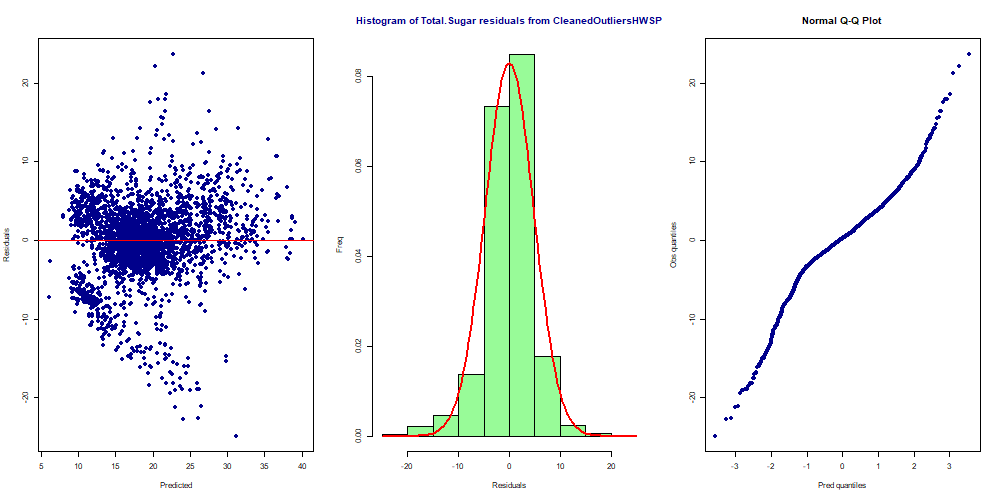 Histogram of Total.Sugar residuals from CleanedOutliersHWSP
Normal Q-Q Plot
Residuals
20
10
0
-10
-20
5 10 15 20 25 30 35 40
Predicted
Freq
0.08
0.06
0.04
0.02
0.00
-20 -10 0 10 20
Residuals
Obs quantiles
20
10
0
-10
-20
-3 -2 -1 0 1 2 3
Pred quantiles